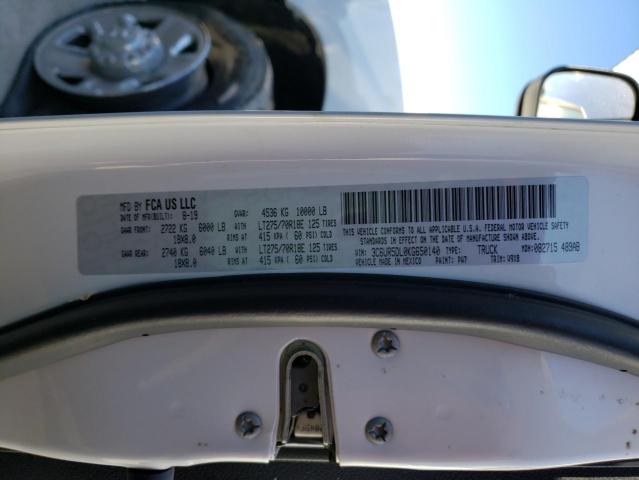 MFD BY FCA US LLC
DATE OF MFR(BUILT): 8-19 GVWR: 4536 KG 10000 LB
GAWR FRONT: 2722 KG 6000 LB WITH LT275/70R18E 125 TIRES
18X8.0 RIMS AT 415 KPA ( 60 PSI) COLD
GAWR REAR: 2740 KG 6040 LB WITH LT275/70R18E 125 TIRES
18X8.0 RIMS AT 415 KPA ( 60 PSI) COLD
THIS VEHICLE CONFORMS TO ALL APPLICABLE U.S.A. FEDERAL MOTOR VEHICLE SAFETY
STANDARDS IN EFFECT ON THE DATE OF MANUFACTURE SHOWN ABOVE.
VIN: 3C6UR5DL0KG650140 TYPE: TRUCK MDH: 082715 489AB
VEHICLE MADE IN MEXICO PAINT: PW7 TRIM: V9X8